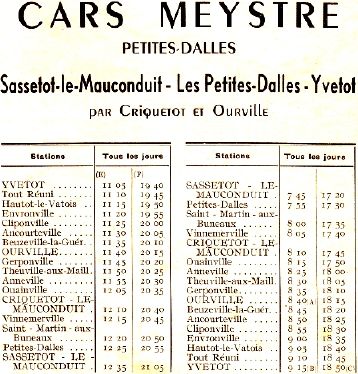 CARS MEYSTRE
PETITES-DALLES
Sassetot-le-Mauconduit - Les Petites-Dalles - Yvetot
PAR CRIQUETOT ET OURVILLE
Stations Tous les jours
(E) (F)
YVETOT ........ 11 05 19 40
Tout Réuni ..... 11 10 19 45
Hautot-le-Vatois .. 11 15 19 50
Envronville ..... 11 20 19 55
Cliponville ...... 11 25 20 00
Ancourteville .... 11 30 20 05
Beuzeville-la-Guér. 11 35 20 10
OURVILLE ..... 11 40 20 15
Gerponville ..... 11 45 20 20
Theuville-aux-Maill. 11 50 20 25
Anneville ....... 11 55 20 30
Ouainville ...... 12 05 20 35
CRIQUETOT - LE-
MAUCONDUIT 12 10 20 40
Vinnemerville ... 12 15 20 45
Saint - Martin - aux-
Buneaux ..... 12 20 20 50
Petites-Dalles ... 12 25 20 55
SASSETOT - LE -
MAUCONDUIT 12 35 21 05
Stations Tous les jours
SASSETOT - LE-
MAUCONDUIT . 7 45 17 20
Petites-Dalles .... 7 55 17 30
Saint - Martin - aux-
Buneaux ...... 8 00 17 35
Vinnemerville .... 8 05 17 40
CRIQUETOT - LE-
MAUCONDUIT . 8 10 17 45
Ouainville ....... 8 15 17 50
Anneville ........ 8 25 18 00
Theuville-aux-Maill. 8 30 18 05
Gerponville ...... 8 35 18 10
OURVILLE ...... 8 40 18 15
Beuzeville-la-Guér. . 8 45 18 20
Ancourteville ..... 8 50 18 25
Cliponville ....... 8 55 18 30
Envronville ...... 9 00 18 35
Hautot-le-Vatois .. 9 05 18 40
Tout Réuni ...... 9 10 18 45
YVETOT ......... 9 15 18 50